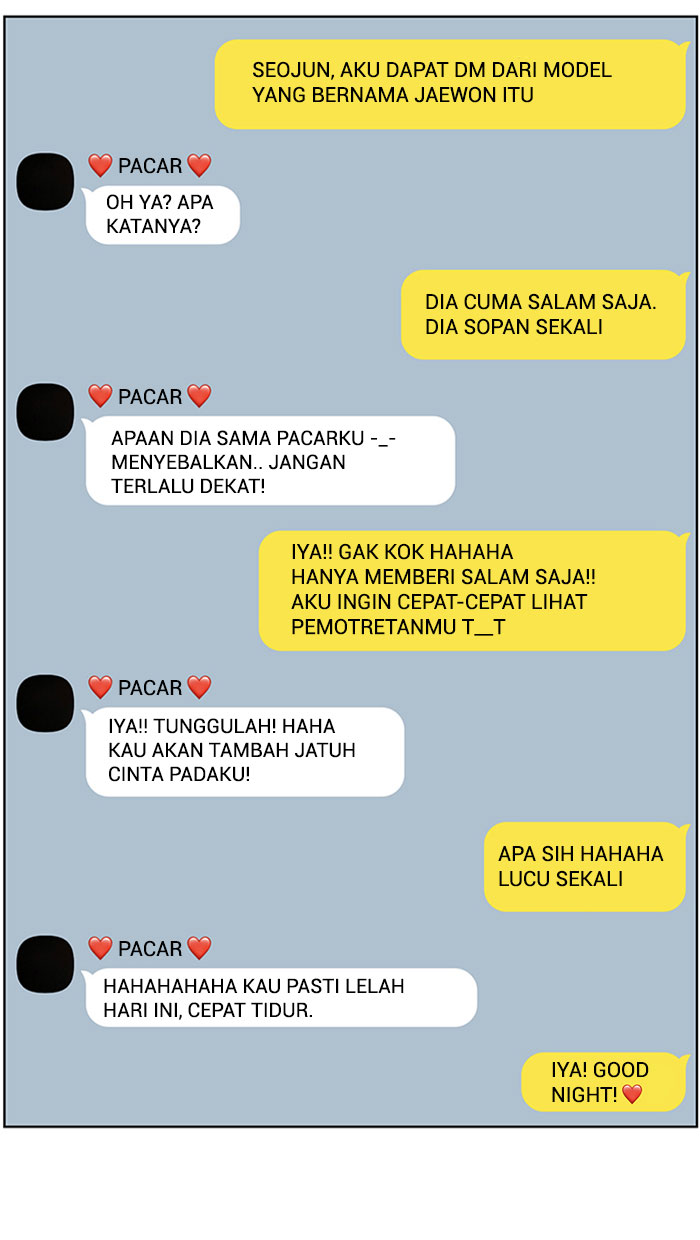 SEOJUN, AKU DAPAT DM DARI MODEL
YANG BERNAMA JAEWON ITU
❤️ PACAR ❤️
OH YA? APA
KATANYA?
DIA CUMA SALAM SAJA.
DIA SOPAN SEKALI
❤️ PACAR ❤️
APAAN DIA SAMA PACARKU -_-
MENYEBALKAN.. JANGAN
TERLALU DEKAT!
IYA!! GAK KOK HAHAHA
HANYA MEMBERI SALAM SAJA!!
AKU INGIN CEPAT-CEPAT LIHAT
PEMOTRETANMU T__T
❤️ PACAR ❤️
IYA!! TUNGGULAH! HAHA
KAU AKAN TAMBAH JATUH
CINTA PADAKU!
APA SIH HAHAHA
LUCU SEKALI
❤️ PACAR ❤️
HAHAHAHAHA KAU PASTI LELAH
HARI INI, CEPAT TIDUR.
IYA! GOOD
NIGHT!❤️